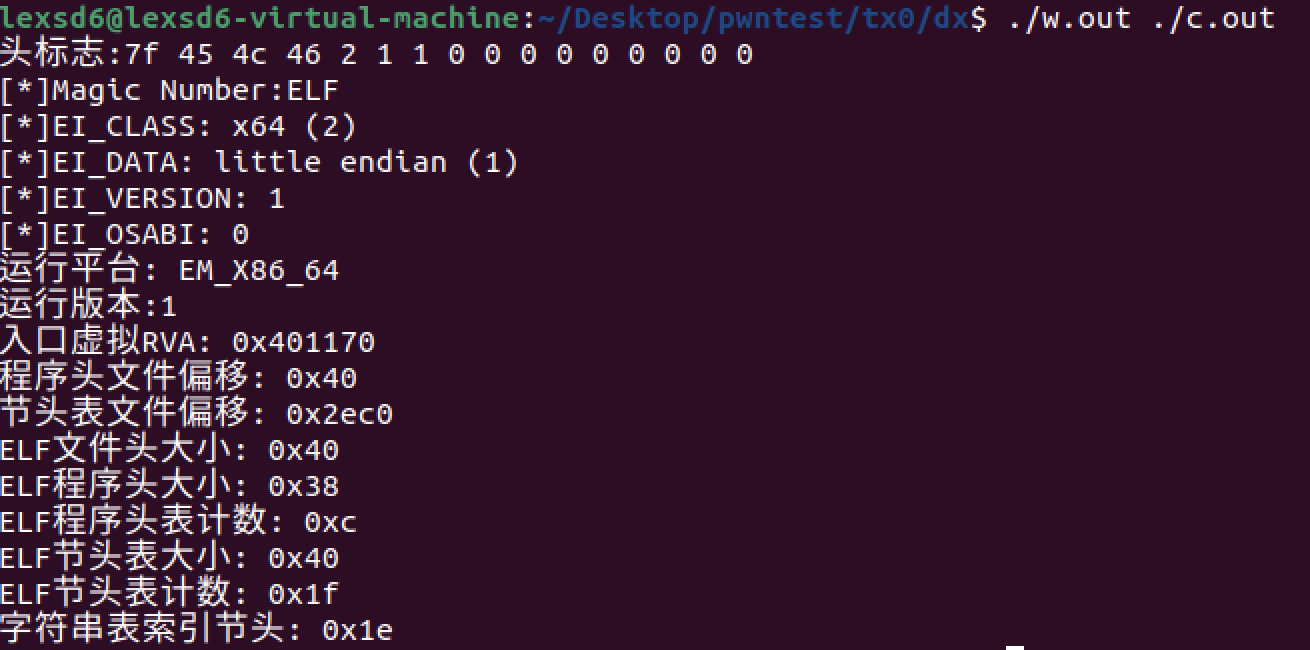 lexsd6@lexsd6-virtual-machine:~/Desktop/pwntest/tx0/dx$ ./w.out ./c.out
头标志:7f 45 4c 46 2 1 1 0 0 0 0 0 0 0 0 0
[*]Magic Number:ELF
[*]EI_CLASS: x64 (2)
[*]EI_DATA: little endian (1)
[*]EI_VERSION: 1
[*]EI_OSABI: 0
运行平台: EM_X86_64
运行版本:1
入口虚拟RVA: 0x401170
程序头文件偏移: 0x40
节头表文件偏移: 0x2ec0
ELF文件头大小: 0x40
ELF程序头大小: 0x38
ELF程序头表计数: 0xc
ELF节头表大小: 0x40
ELF节头表计数: 0x1f
字符串表索引节头: 0x1e